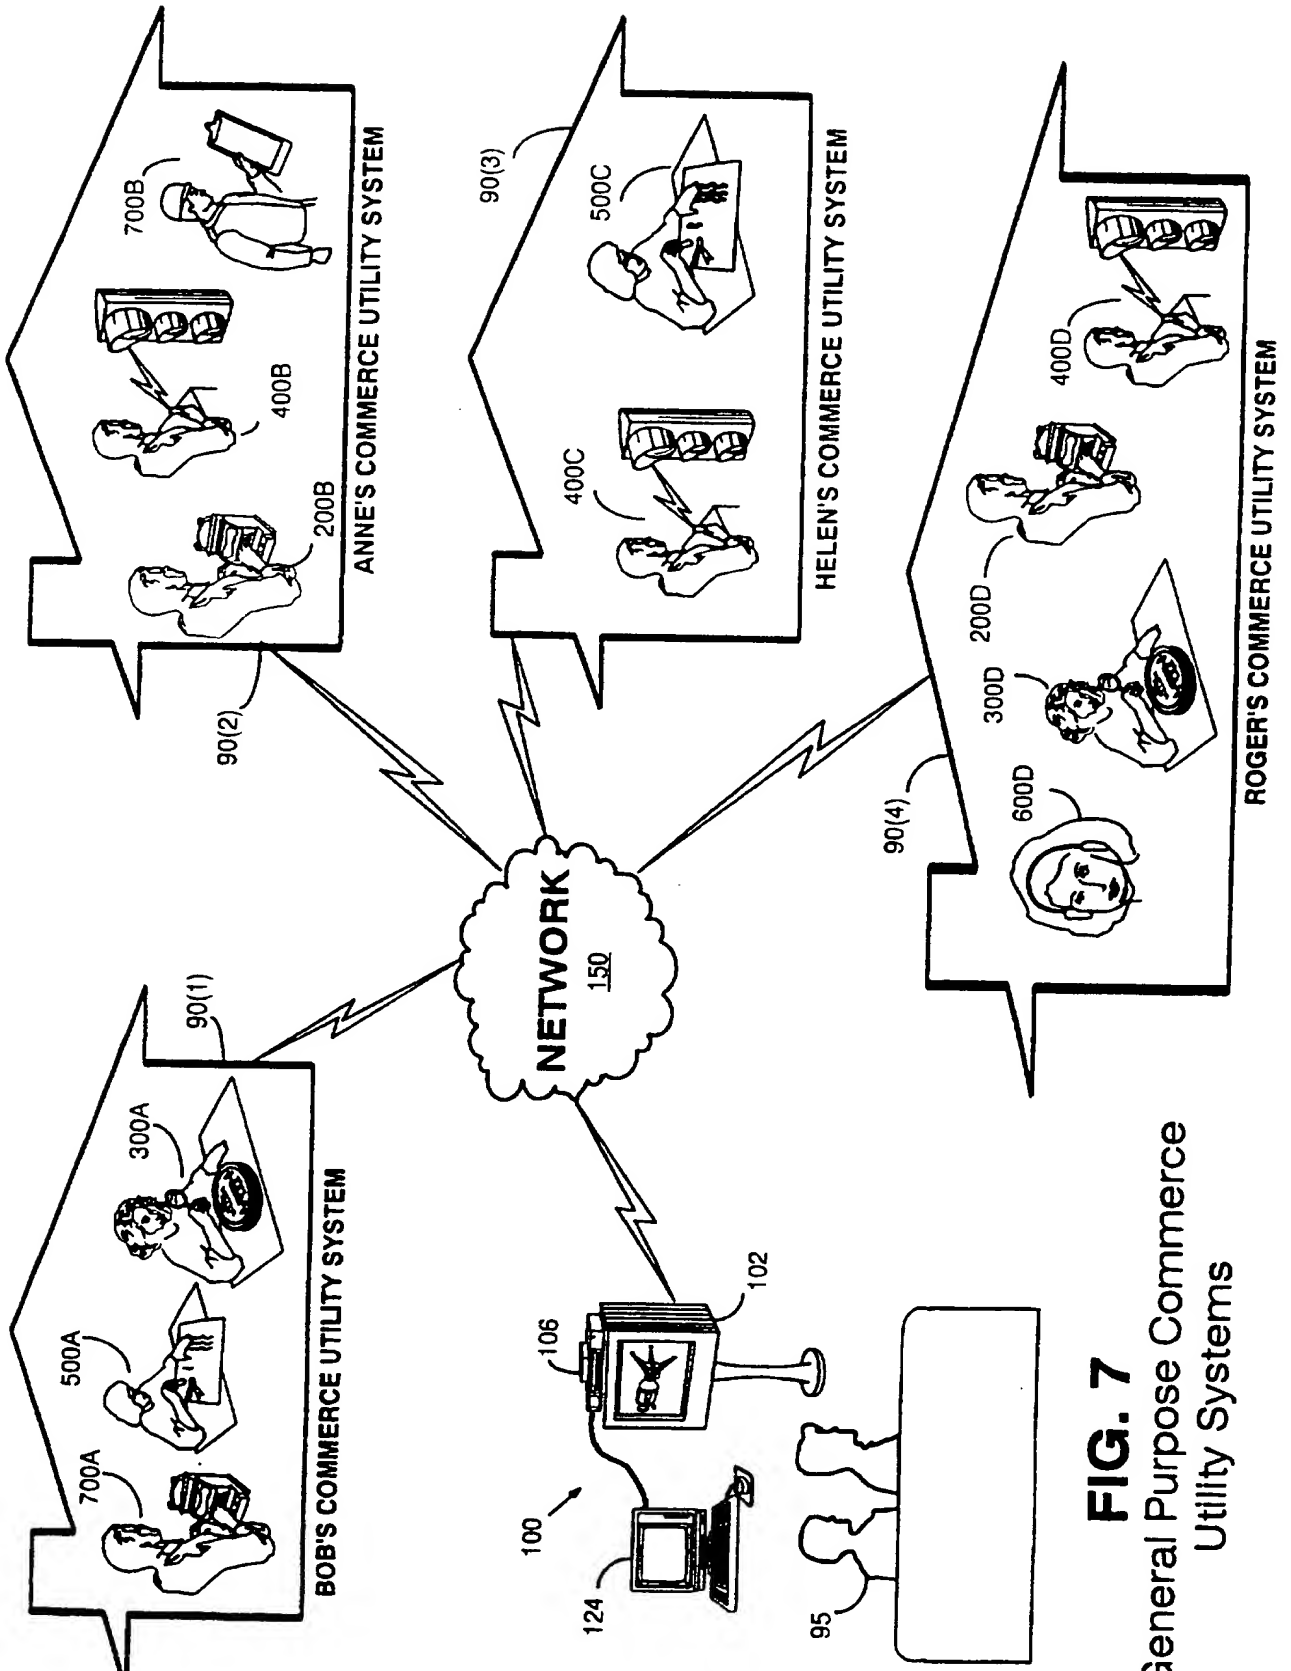 700A
500A
300A
90(1)
BOB'S COMMERCE UTILITY SYSTEM
700B
400B
200B
90(2)
ANNE'S COMMERCE UTILITY SYSTEM
100
124
106
102
95
NETWORK
150
90(3)
400C
500C
HELEN'S COMMERCE UTILITY SYSTEM
90(4)
600D
300D
200D
400D
ROGER'S COMMERCE UTILITY SYSTEM
FIG. 7
General Purpose Commerce
Utility Systems